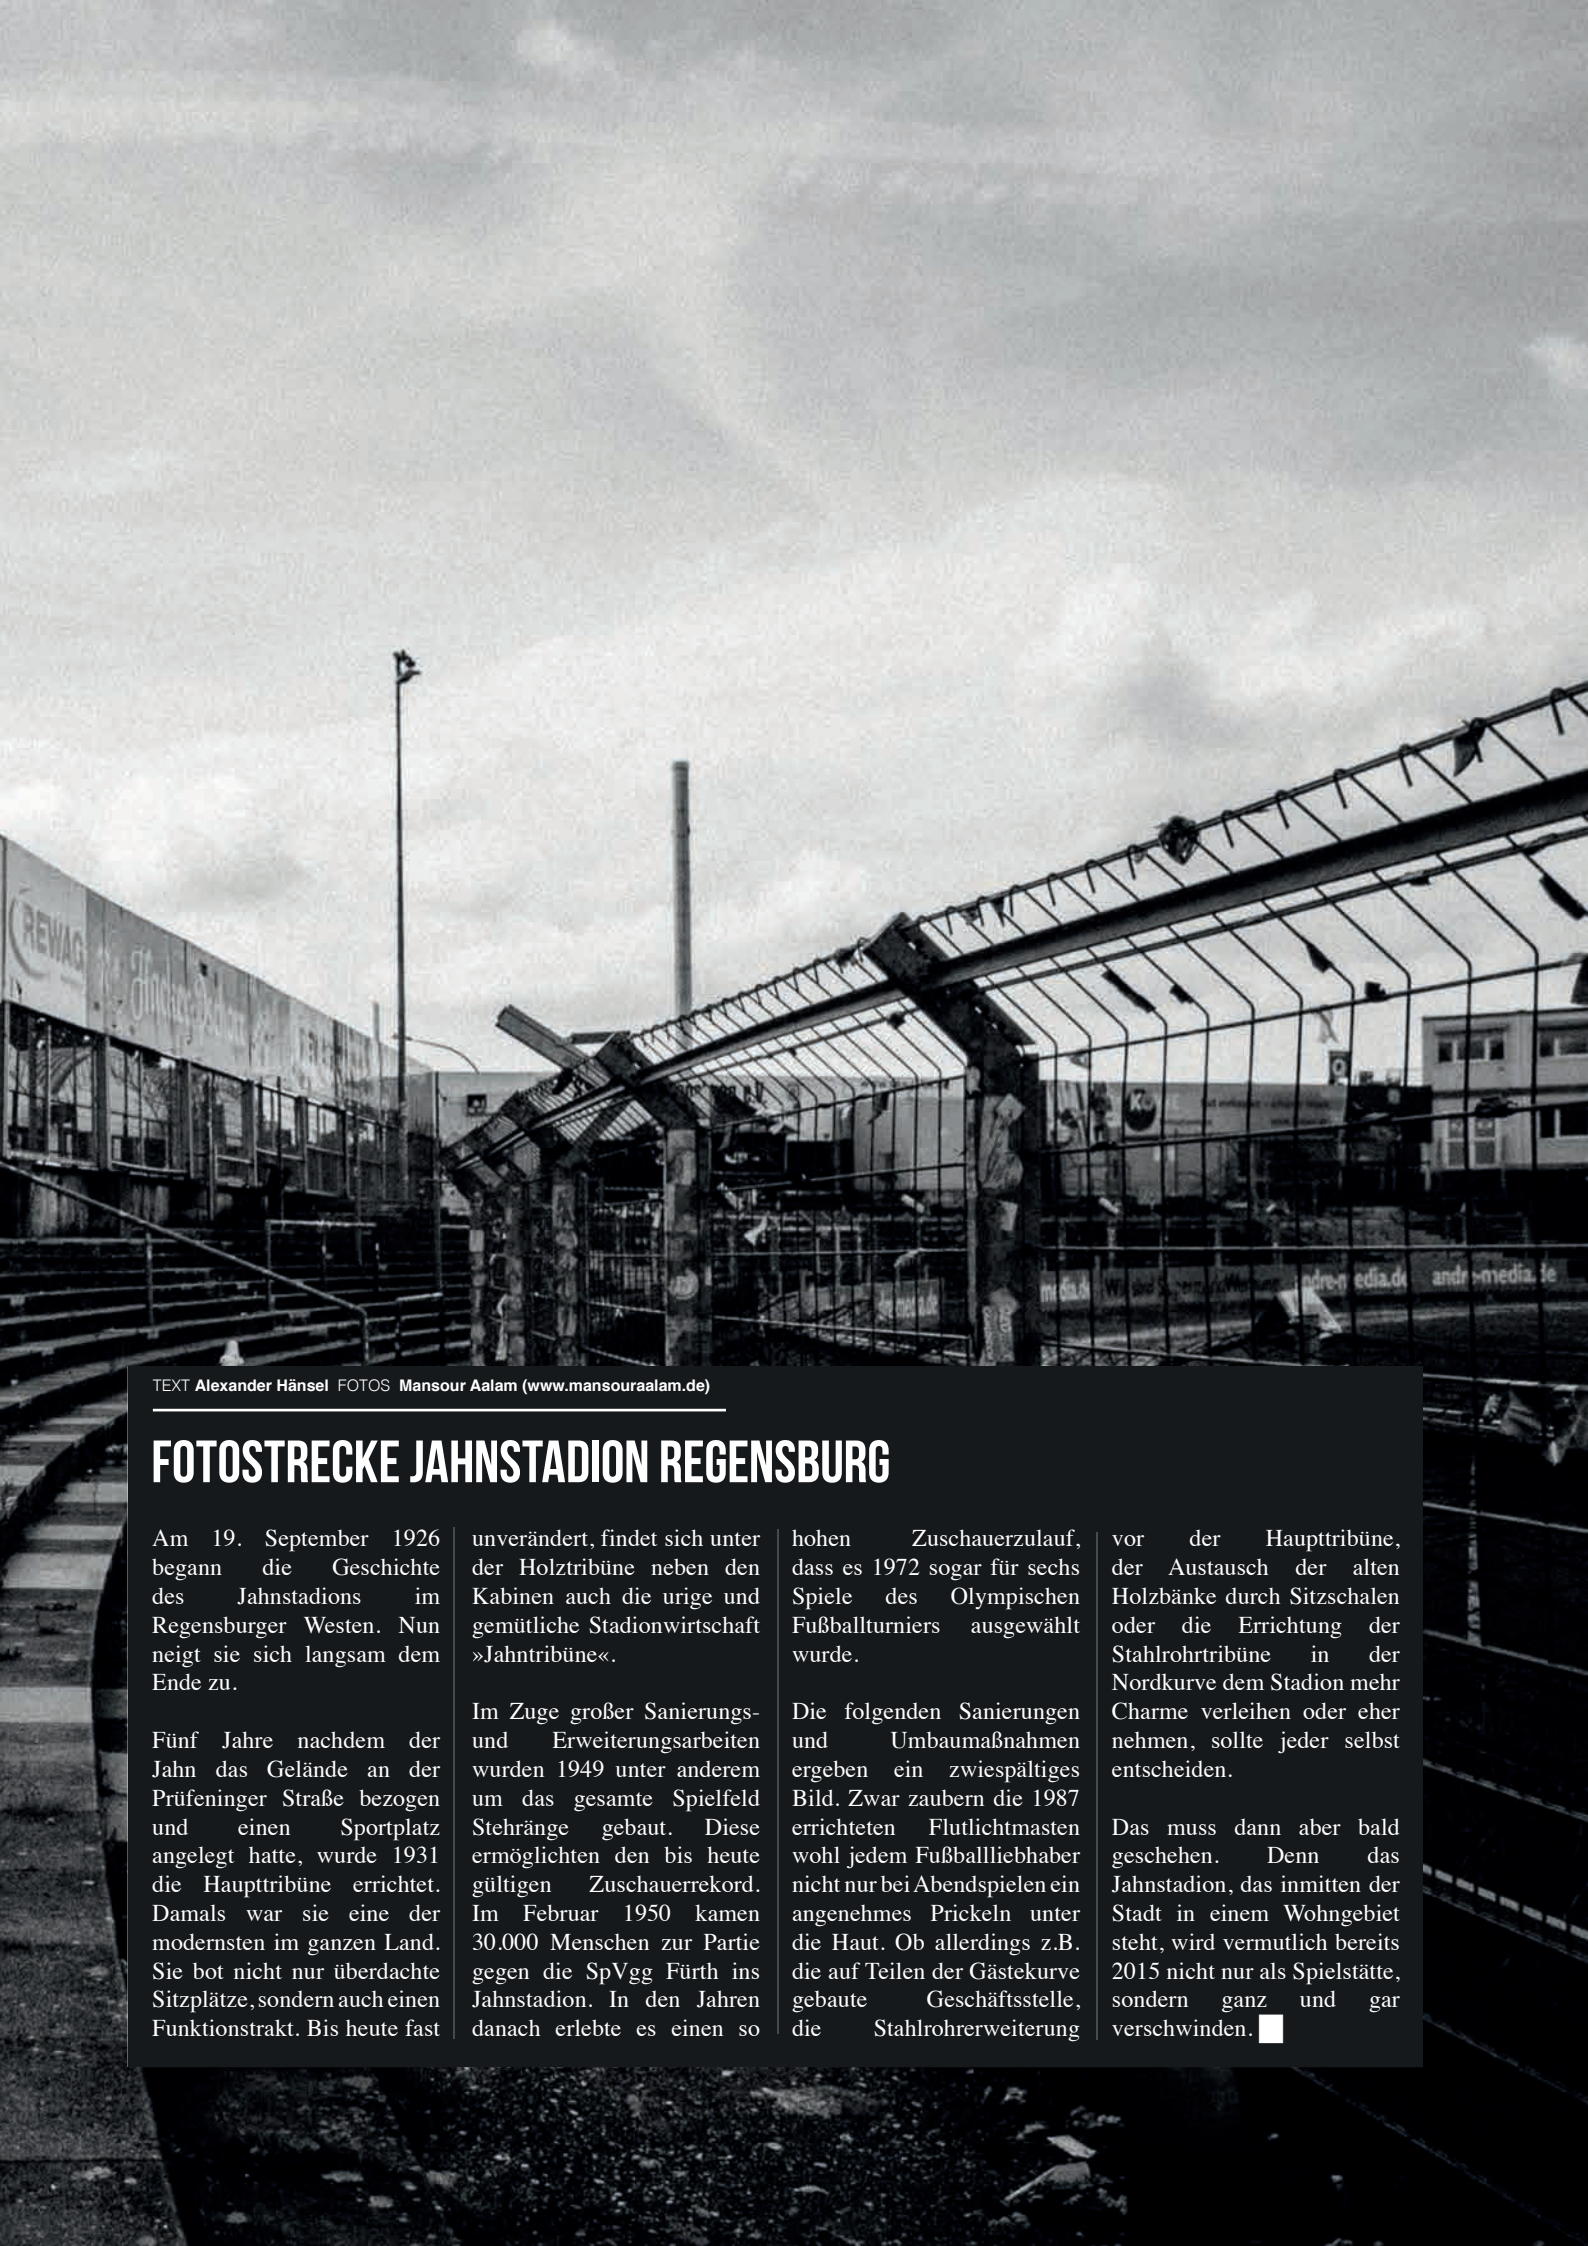 REWAG
andre-media.de
andre-media.de
TEXT Alexander Hänsel FOTOS Mansour Aalam (www.mansouraalam.de)
FOTOSTRECKE JAHNSTADION REGENSBURG
Am 19. September 1926
begann die Geschichte
des Jahnstadions im
Regensburger Westen. Nun
neigt sie sich langsam dem
Ende zu.
Fünf Jahre nachdem der
Jahn das Gelände an der
Prüfeninger Straße bezogen
und einen Sportplatz
angelegt hatte, wurde 1931
die Haupttribüne errichtet.
Damals war sie eine der
modernsten im ganzen Land.
Sie bot nicht nur überdachte
Sitzplätze, sondern auch einen
Funktionstrakt. Bis heute fast
unverändert, findet sich unter
der Holztribüne neben den
Kabinen auch die urige und
gemütliche Stadionwirtschaft
»Jahntribüne«.
Im Zuge großer Sanierungs-
und Erweiterungsarbeiten
wurden 1949 unter anderem
um das gesamte Spielfeld
Stehränge gebaut. Diese
ermöglichten den bis heute
gültigen Zuschauerrekord.
Im Februar 1950 kamen
30.000 Menschen zur Partie
gegen die SpVgg Fürth ins
Jahnstadion. In den Jahren
danach erlebte es einen so
hohen Zuschauerzulauf,
dass es 1972 sogar für sechs
Spiele des Olympischen
Fußballturniers ausgewählt
wurde.
Die folgenden Sanierungen
und Umbaumaßnahmen
ergeben ein zwiespältiges
Bild. Zwar zaubern die 1987
errichteten Flutlichtmasten
wohl jedem Fußballliebhaber
nicht nur bei Abendspielen ein
angenehmes Prickeln unter
die Haut. Ob allerdings z.B.
die auf Teilen der Gästekurve
gebaute Geschäftsstelle,
die Stahlrohrerweiterung
vor der Haupttribüne,
der Austausch der alten
Holzbänke durch Sitzschalen
oder die Errichtung der
Stahlrohrtribüne in der
Nordkurve dem Stadion mehr
Charme verleihen oder eher
nehmen, sollte jeder selbst
entscheiden.
Das muss dann aber bald
geschehen. Denn das
Jahnstadion, das inmitten der
Stadt in einem Wohngebiet
steht, wird vermutlich bereits
2015 nicht nur als Spielstätte,
sondern ganz und gar
verschwinden.